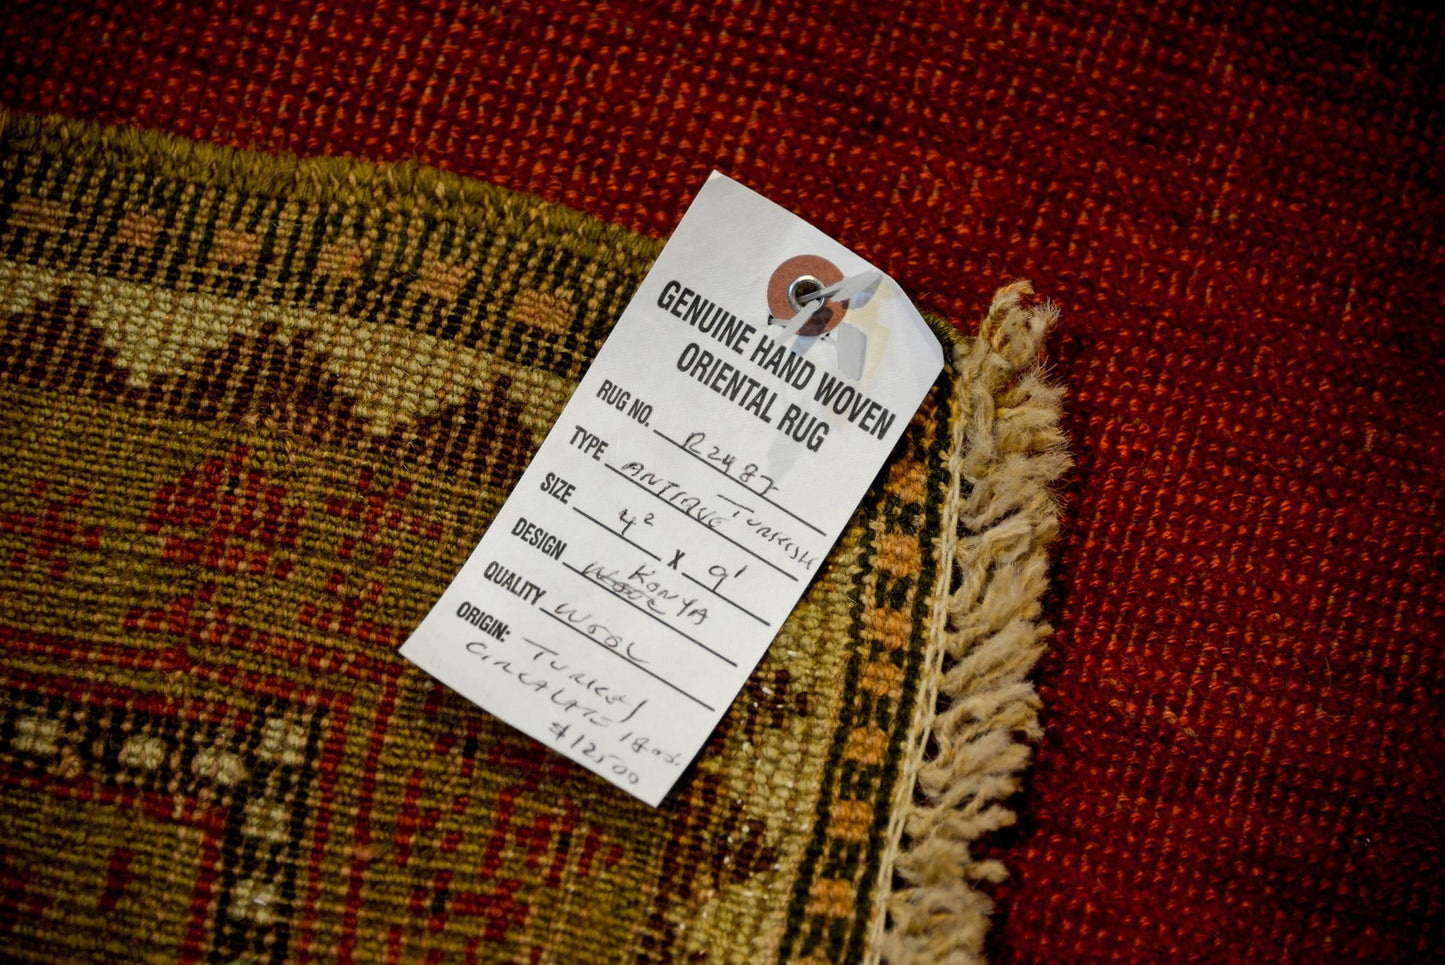 GENUINE HAND WOVEN
ORIENTAL RUG
RUG NO. R2487
TYPE ANTIQUE TURKISH
SIZE 4² X 9'
DESIGN KONYA
QUALITY WOOL
ORIGIN: TURKEY
CIRCA LATE 1800s.
$12500